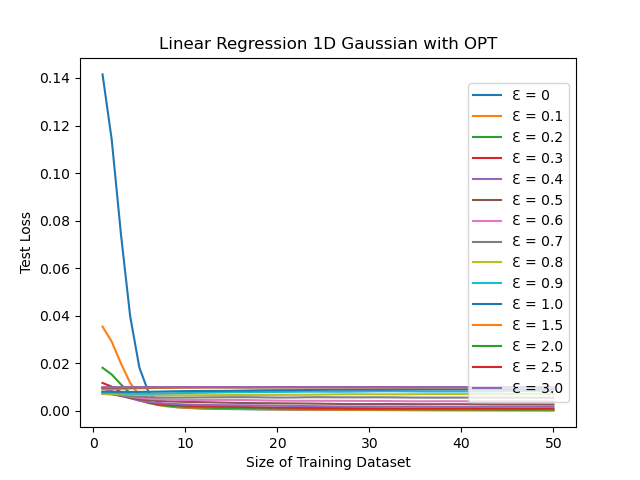 Linear Regression 1D Gaussian with OPT
0.14
0.12
0.10
0.08
0.06
0.04
0.02
0.00
Test Loss
0 10 20 30 40 50
Size of Training Dataset
Ɛ = 0
Ɛ = 0.1
Ɛ = 0.2
Ɛ = 0.3
Ɛ = 0.4
Ɛ = 0.5
Ɛ = 0.6
Ɛ = 0.7
Ɛ = 0.8
Ɛ = 0.9
Ɛ = 1.0
Ɛ = 1.5
Ɛ = 2.0
Ɛ = 2.5
Ɛ = 3.0